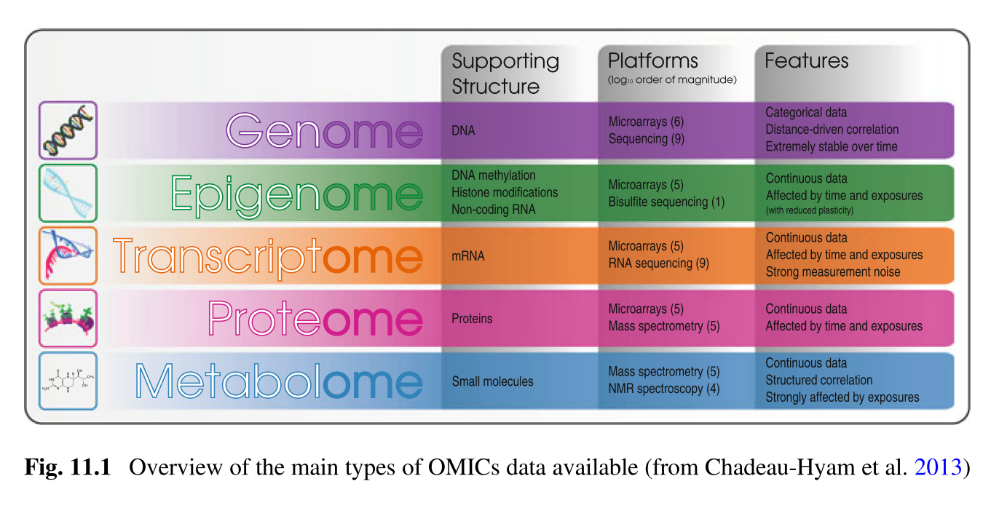 Supporting
Structure
Platforms
(log₁₀ order of magnitude)
Features
Genome
DNA
Microarrays (6)
Sequencing (9)
Categorical data
Distance-driven correlation
Extremely stable over time
Epigenome
DNA methylation
Histone modifications
Non-coding RNA
Microarrays (5)
Bisulfite sequencing (1)
Continuous data
Affected by time and exposures
(with reduced plasticity)
Transcriptome
mRNA
Microarrays (5)
RNA sequencing (9)
Continuous data
Affected by time and exposures
Strong measurement noise
Proteome
Proteins
Microarrays (5)
Mass spectrometry (5)
Continuous data
Affected by time and exposures
Metabolome
Small molecules
Mass spectrometry (5)
NMR spectroscopy (4)
Continuous data
Structured correlation
Strongly affected by exposures
Fig. 11.1 Overview of the main types of OMICs data available (from Chadeau-Hyam et al. 2013)